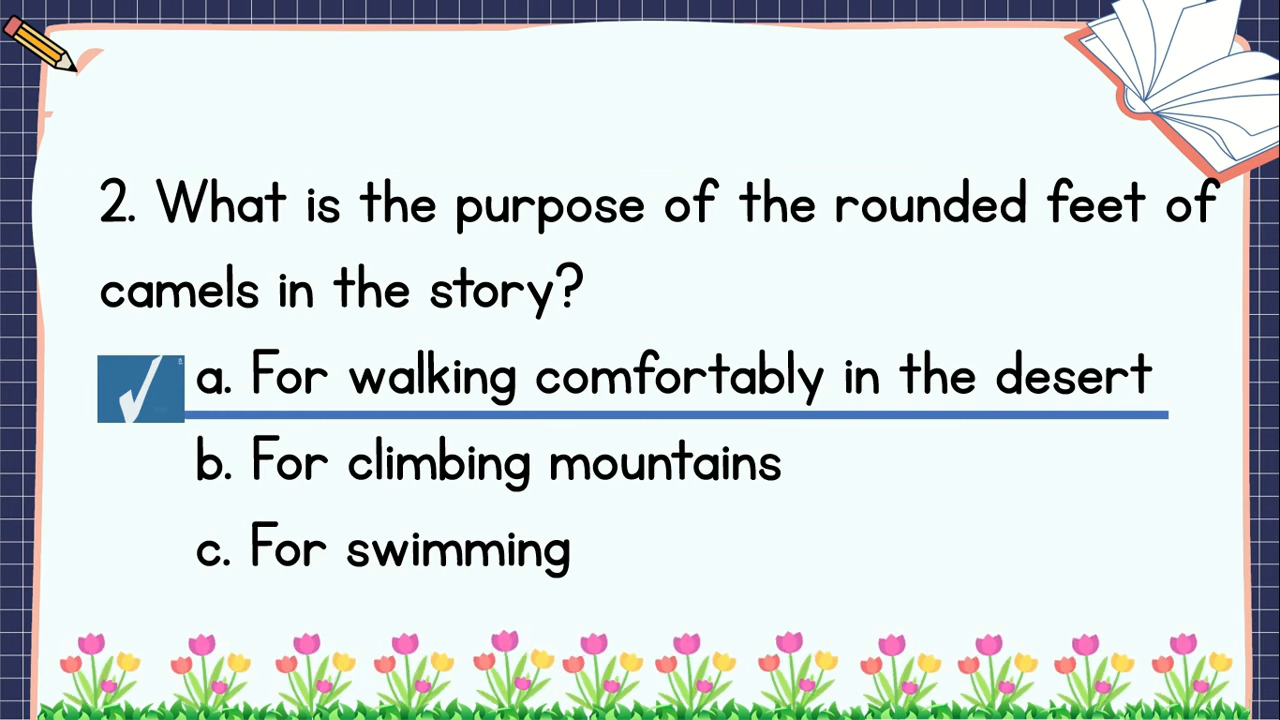 2. What is the purpose of the rounded feet of
camels in the story?
a. For walking comfortably in the desert
b. For climbing mountains
c. For swimming